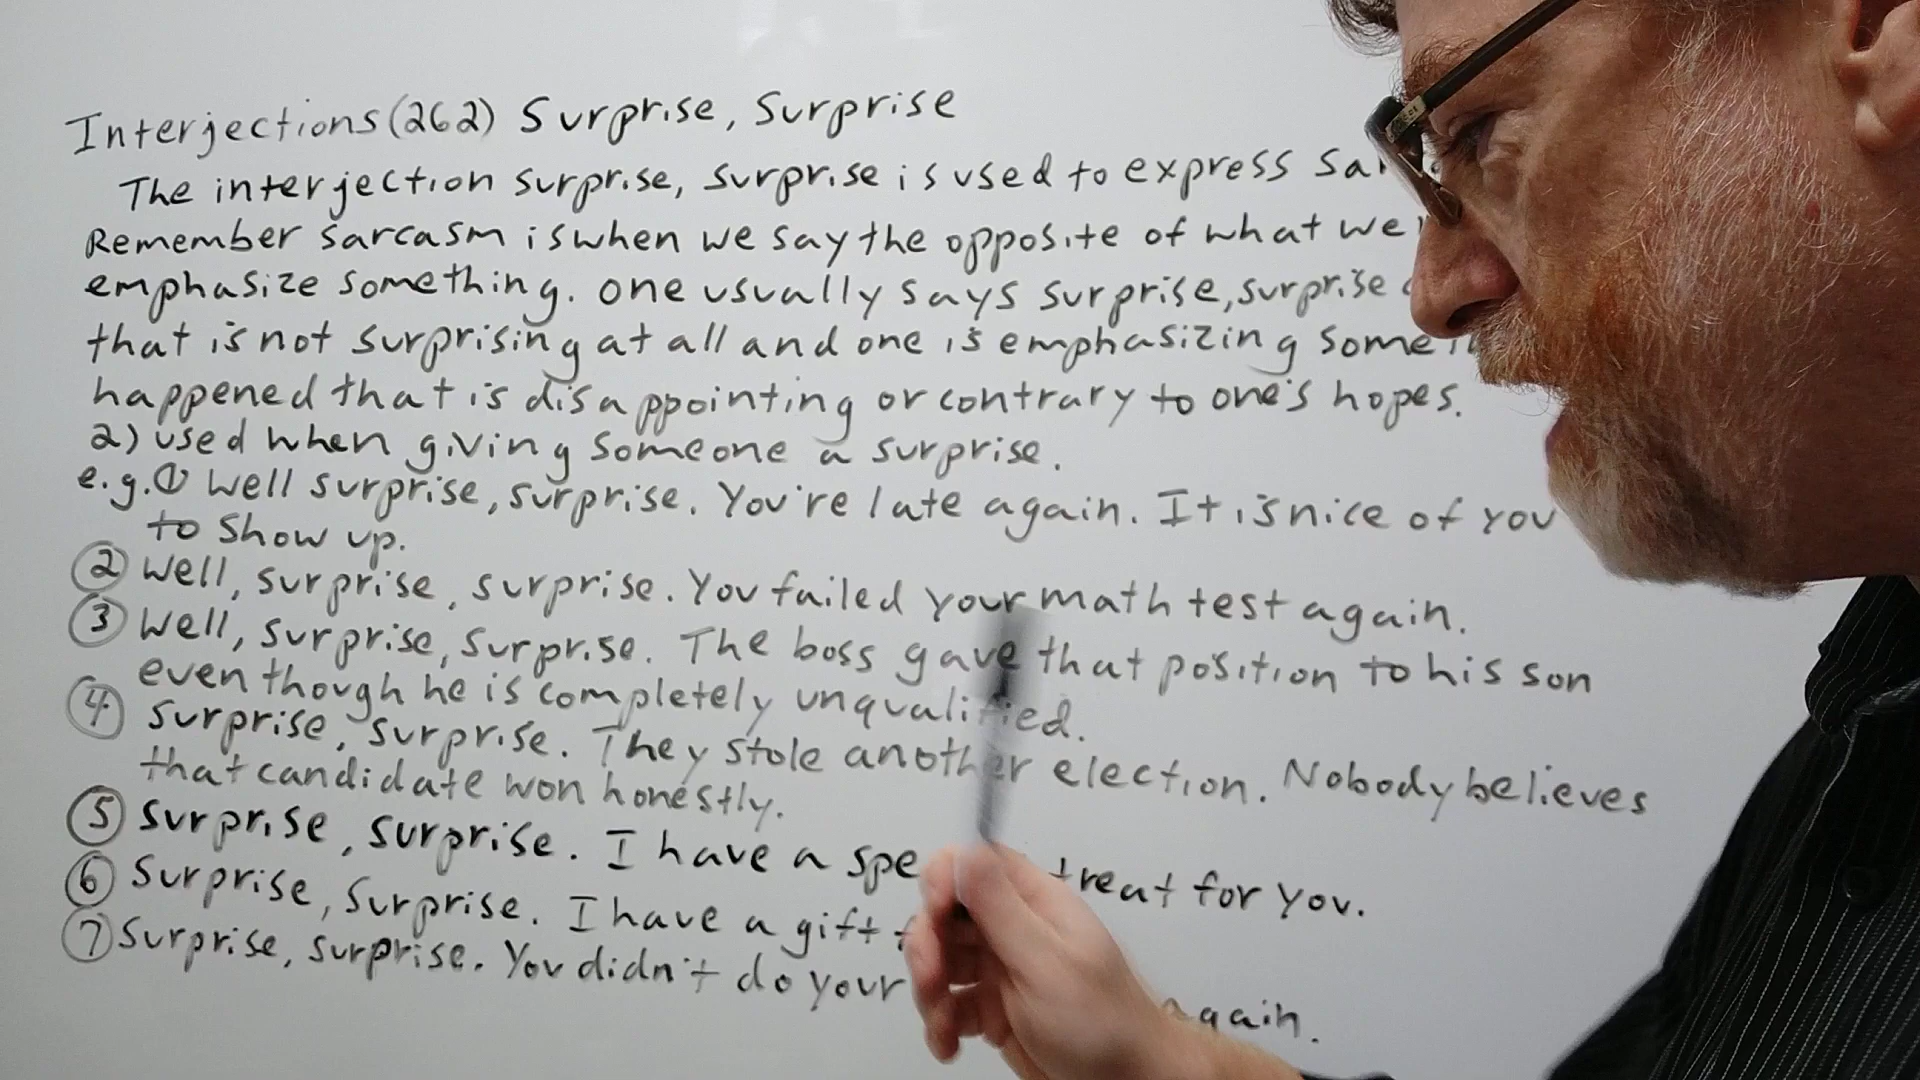 Interjections (262) Surprise, Surprise
The interjection surprise, surprise is used to express
Remember sarcasm is when we say the opposite of what we
emphasize something. One usually says surprise, surprise
that is not surprising at all and one is emphasizing
happened that is disappointing or contrary to one's hopes.
2) used when giving someone a surprise.
e.g. ① Well surprise, surprise. You're late again. It is nice of you
to show up.
② Well, surprise, surprise. You failed your math test again.
③ Well, surprise, surprise. The boss gave that position to his son
even though he is completely unqualified.
④ Surprise, surprise. They stole another election. Nobody believes
that candidate won honestly.
⑤ Surprise, surprise. I have a treat for you.
⑥ Surprise, Surprise. I have a gift
⑦ Surprise, surprise. You didn't do your again.